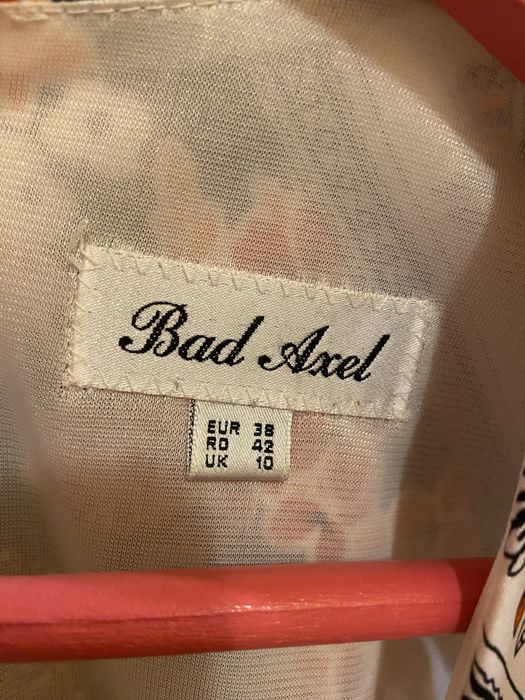 Bad Axel
EUR 38
RO 42
UK 10